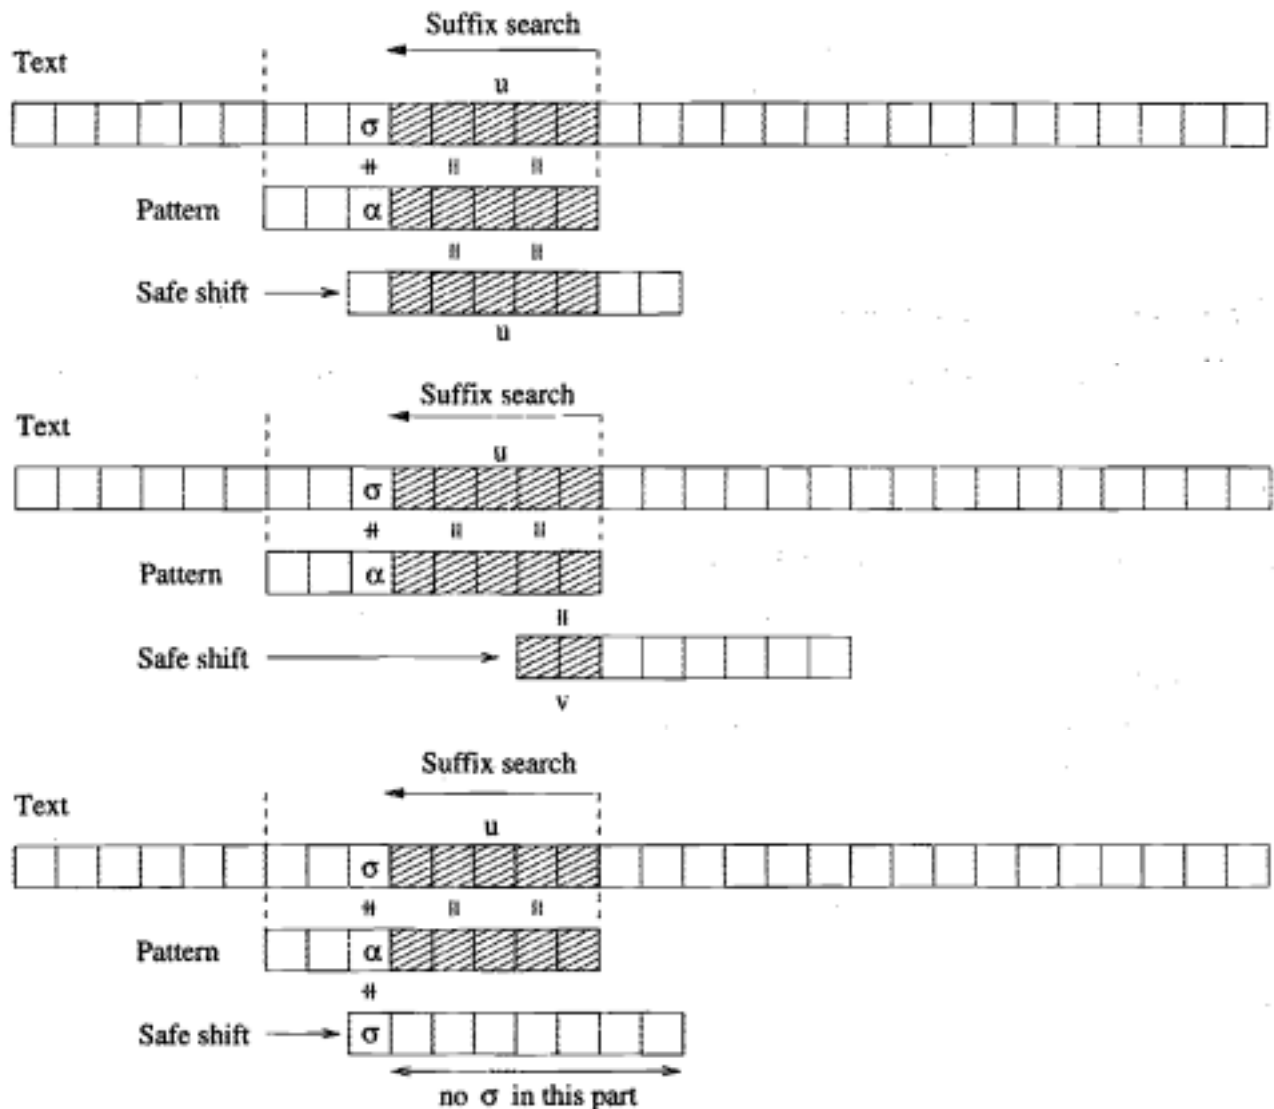 Suffix search
Text
u
σ
≠ = =
Pattern α
= =
Safe shift
u
Suffix search
Text
u
σ
≠ = =
Pattern α
=
Safe shift
v
Suffix search
Text
u
σ
≠ = =
Pattern α
≠
Safe shift σ
no σ in this part